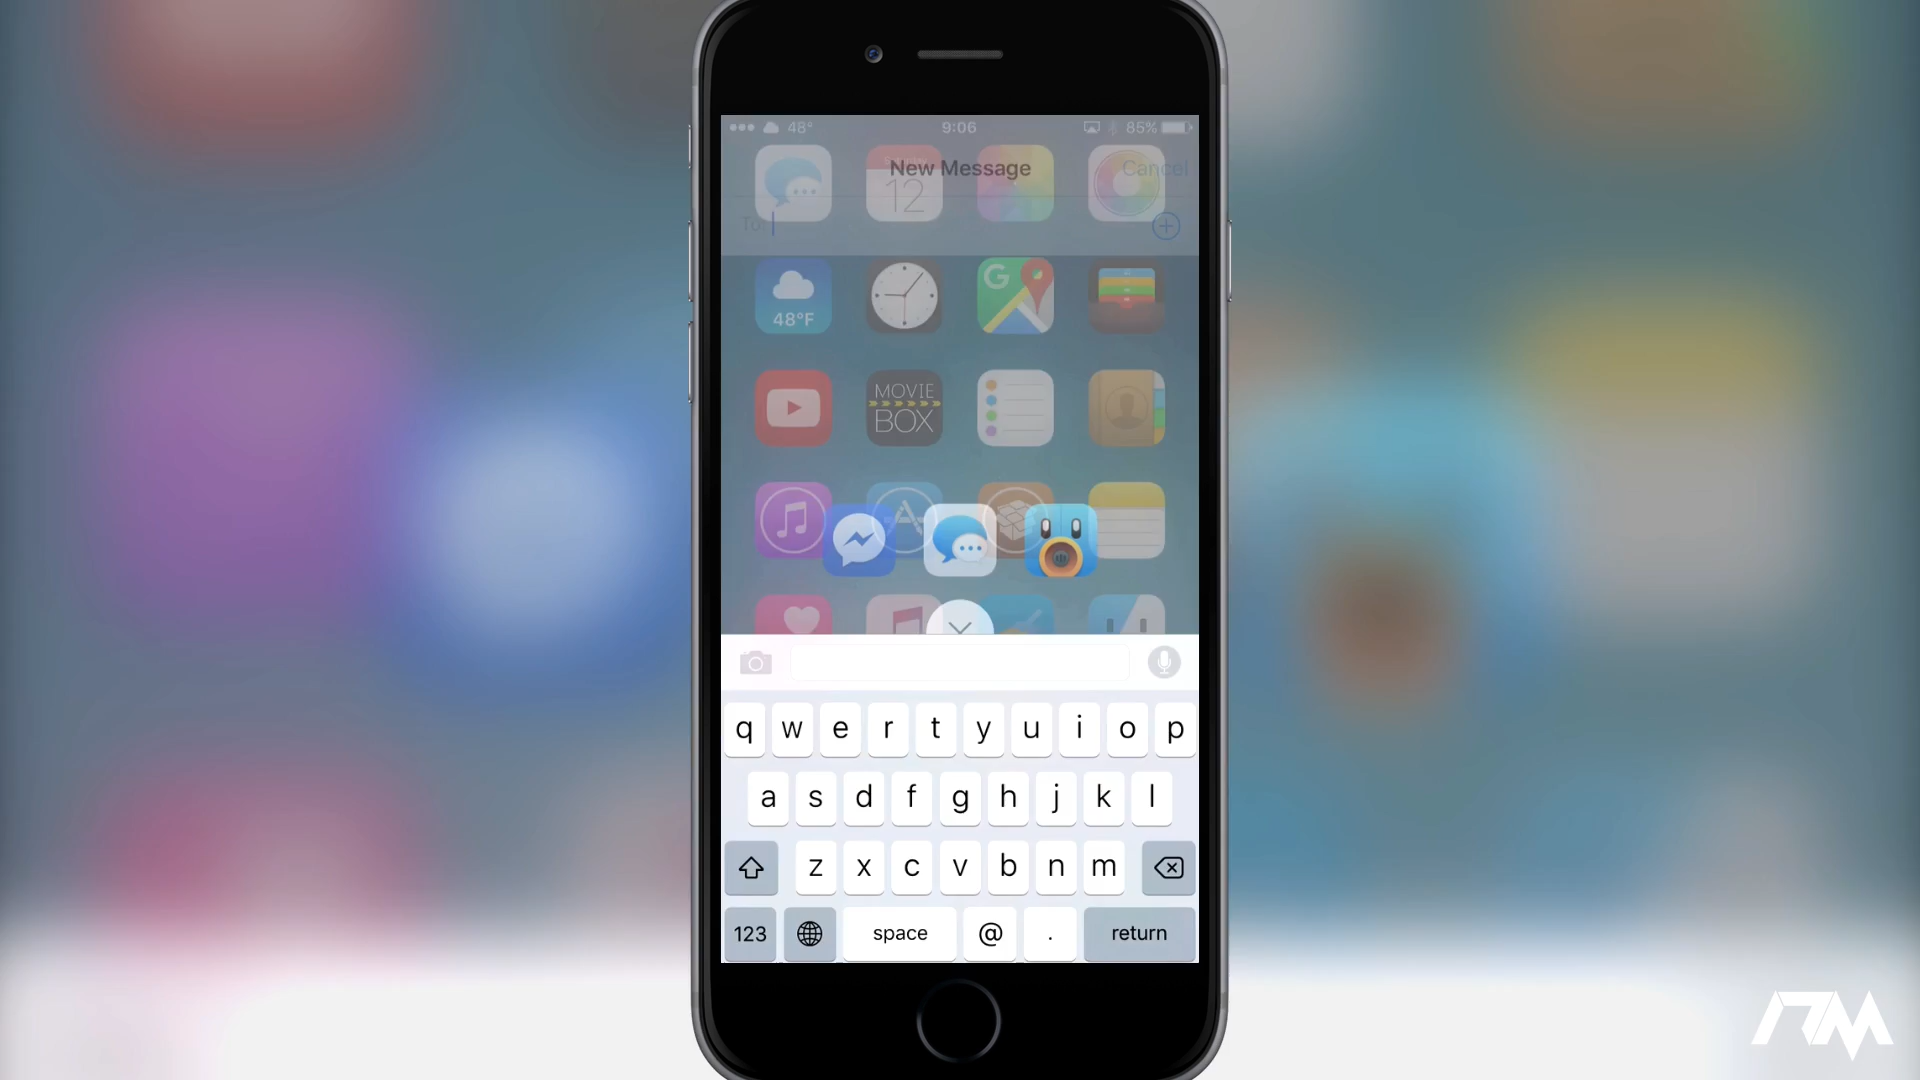 48° 9:06 85%
New Message Cancel
12
To:
G
48°F
MOVIE
BOX
q w e r t y u i o p
a s d f g h j k l
z x c v b n m
123 space @ . return